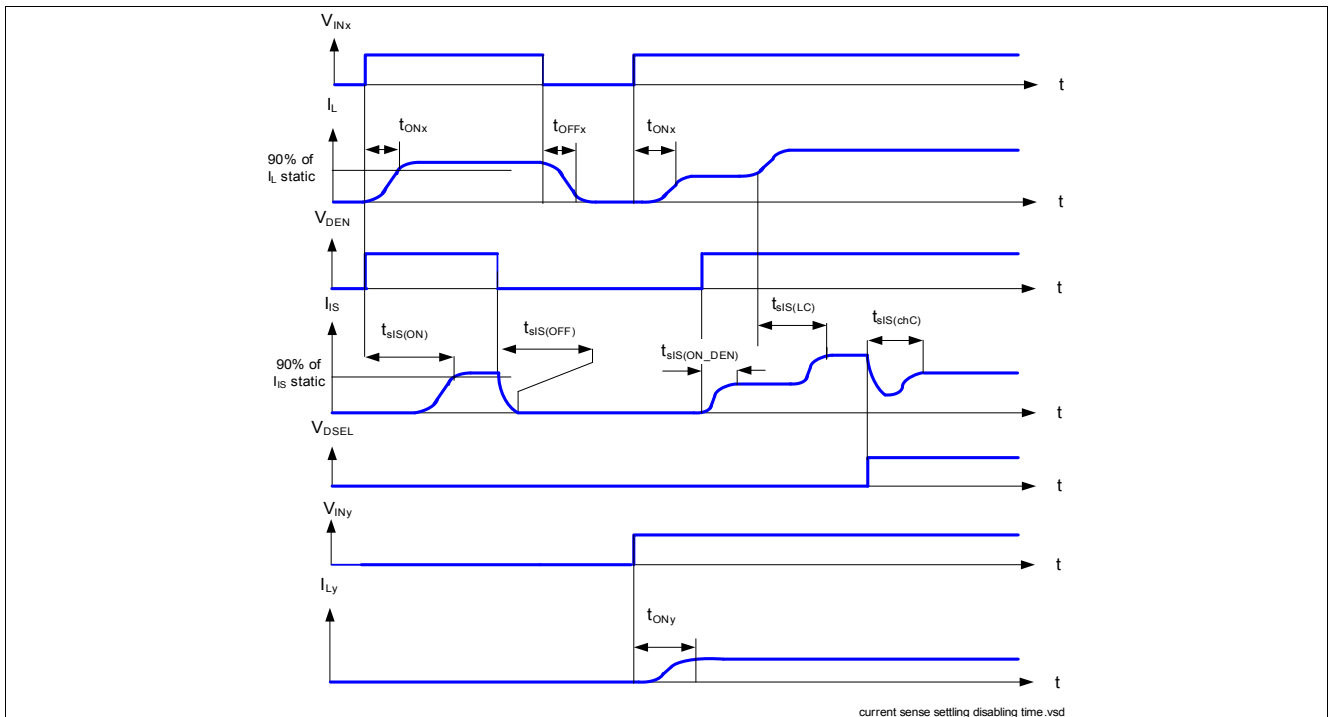 V_INx
t
I_L
t_ONx
t_OFFx
t_ONx
90% of
I_L static
t
V_DEN
t
I_IS
t_sIS(ON)
t_sIS(OFF)
t_sIS(ON_DEN)
t_sIS(LC)
t_sIS(chC)
90% of
I_IS static
t
V_DSEL
t
V_INy
t
I_Ly
t_ONy
t
current sense settling disabling time.vsd